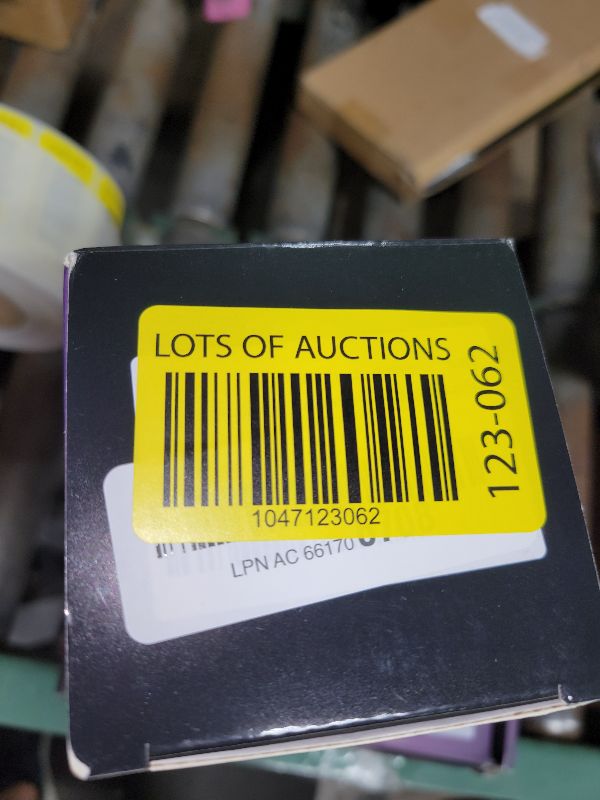 LOTS OF AUCTIONS
123-062
1047123062
LPN AC 66170